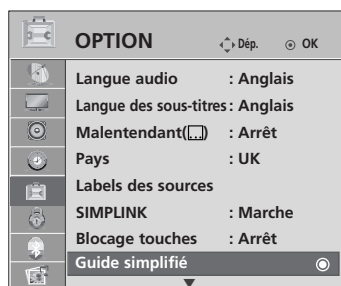 OPTION Dép. OK
Langue audio : Anglais
Langue des sous-titres : Anglais
Malentendant( ) : Arrêt
Pays : UK
Labels des sources
SIMPLINK : Marche
Blocage touches : Arrêt
Guide simplifié